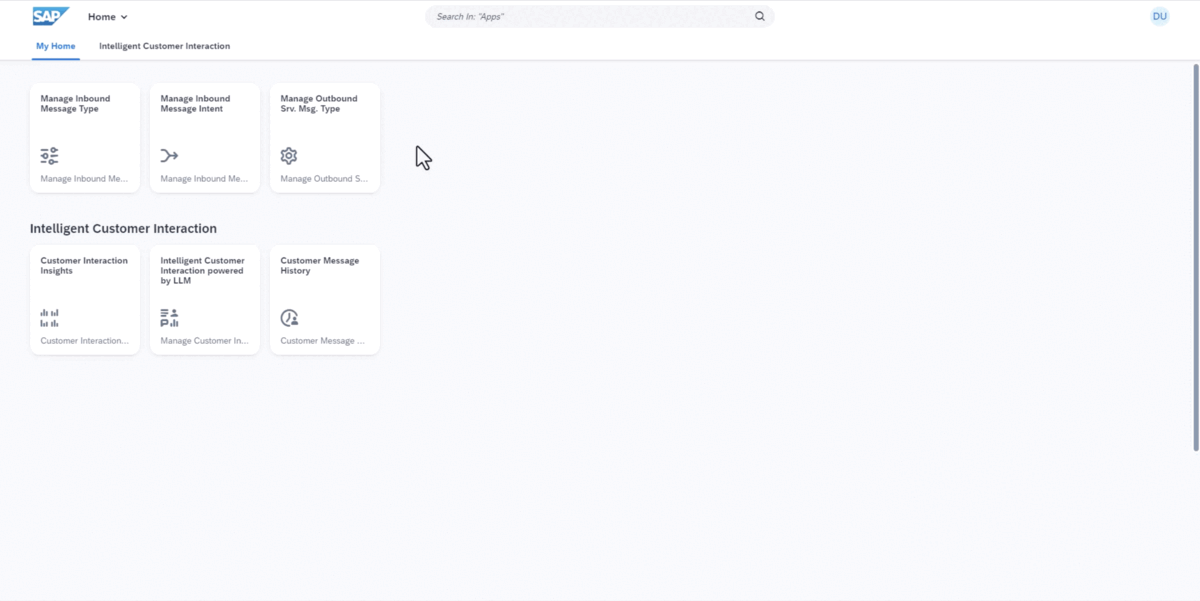 SAP Home
Search In: "Apps"
DU
My Home Intelligent Customer Interaction
Manage Inbound
Message Type
Manage Inbound Me...
Manage Inbound
Message Intent
Manage Inbound Me...
Manage Outbound
Srv. Msg. Type
Manage Outbound S...
Intelligent Customer Interaction
Customer Interaction
Insights
Customer Interaction...
Intelligent Customer
Interaction powered
by LLM
Manage Customer In...
Customer Message
History
Customer Message ...